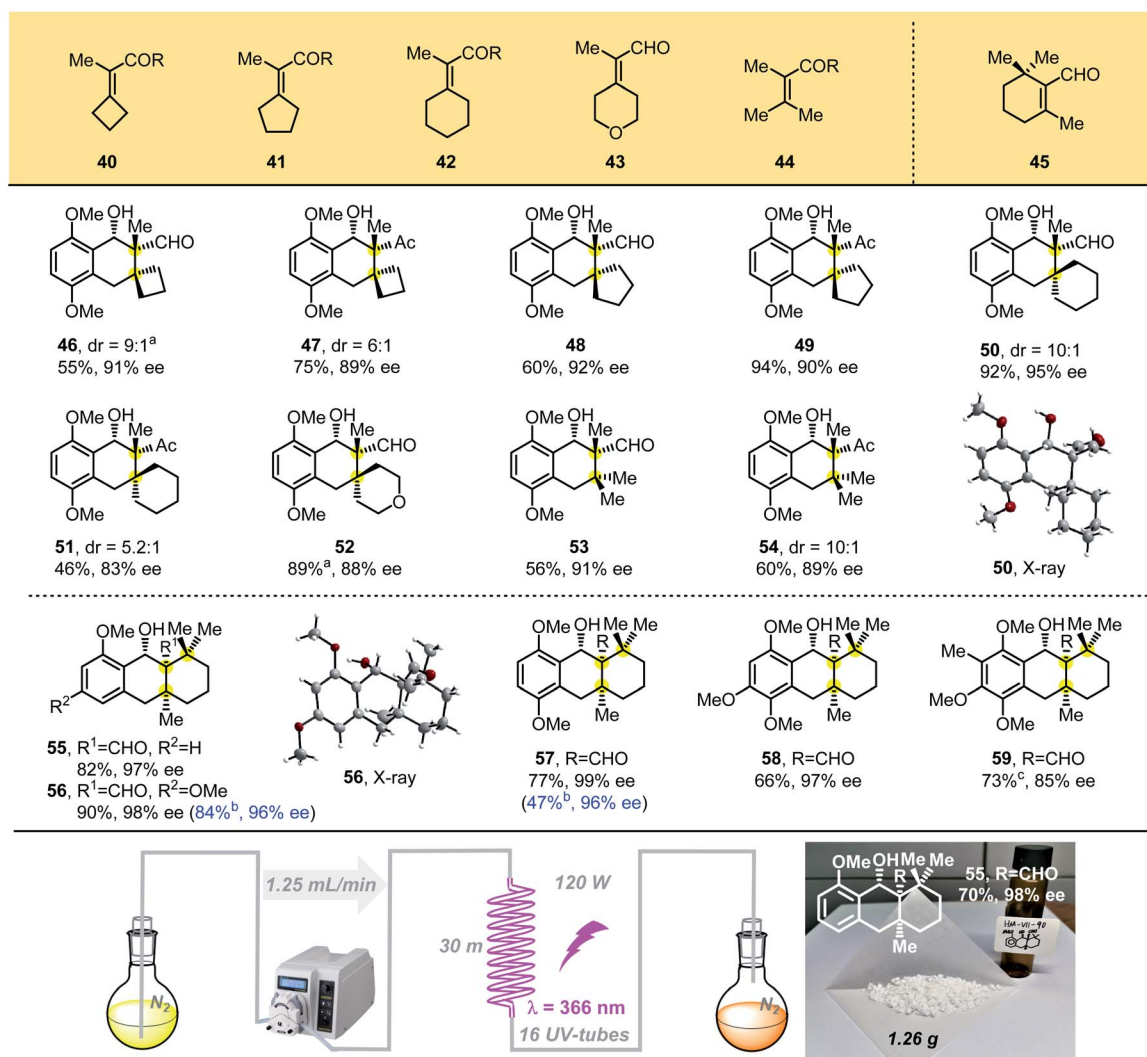 Me COR
40
Me COR
41
Me COR
42
Me CHO
O
43
Me COR
Me Me
44
Me Me CHO
Me
45
OMe OH Me CHO
OMe
46, dr = 9:1a
55%, 91% ee
OMe OH Me Ac
OMe
47, dr = 6:1
75%, 89% ee
OMe OH Me CHO
OMe
48
60%, 92% ee
OMe OH Me Ac
OMe
49
94%, 90% ee
OMe OH Me CHO
OMe
50, dr = 10:1
92%, 95% ee
OMe OH Me Ac
OMe
51, dr = 5.2:1
46%, 83% ee
OMe OH Me CHO
O
OMe
52
89%a, 88% ee
OMe OH Me CHO
Me
Me
OMe
53
56%, 91% ee
OMe OH Me Ac
Me
Me
OMe
54, dr = 10:1
60%, 89% ee
50, X-ray
OMe OH Me Me
R1
R2
Me
55, R1=CHO, R2=H
82%, 97% ee
56, R1=CHO, R2=OMe
90%, 98% ee (84%b, 96% ee)
56, X-ray
OMe OH Me Me
R
OMe Me
57, R=CHO
77%, 99% ee
(47%b, 96% ee)
OMe OH Me Me
R
MeO
OMe Me
58, R=CHO
66%, 97% ee
OMe OH Me Me
Me R
MeO
OMe Me
59, R=CHO
73%c, 85% ee
N2
1.25 mL/min
30 m
120 W
λ = 366 nm
16 UV-tubes
N2
OMe OH Me Me
R
Me
55, R=CHO
70%, 98% ee
HM-VII-90
1.26 g